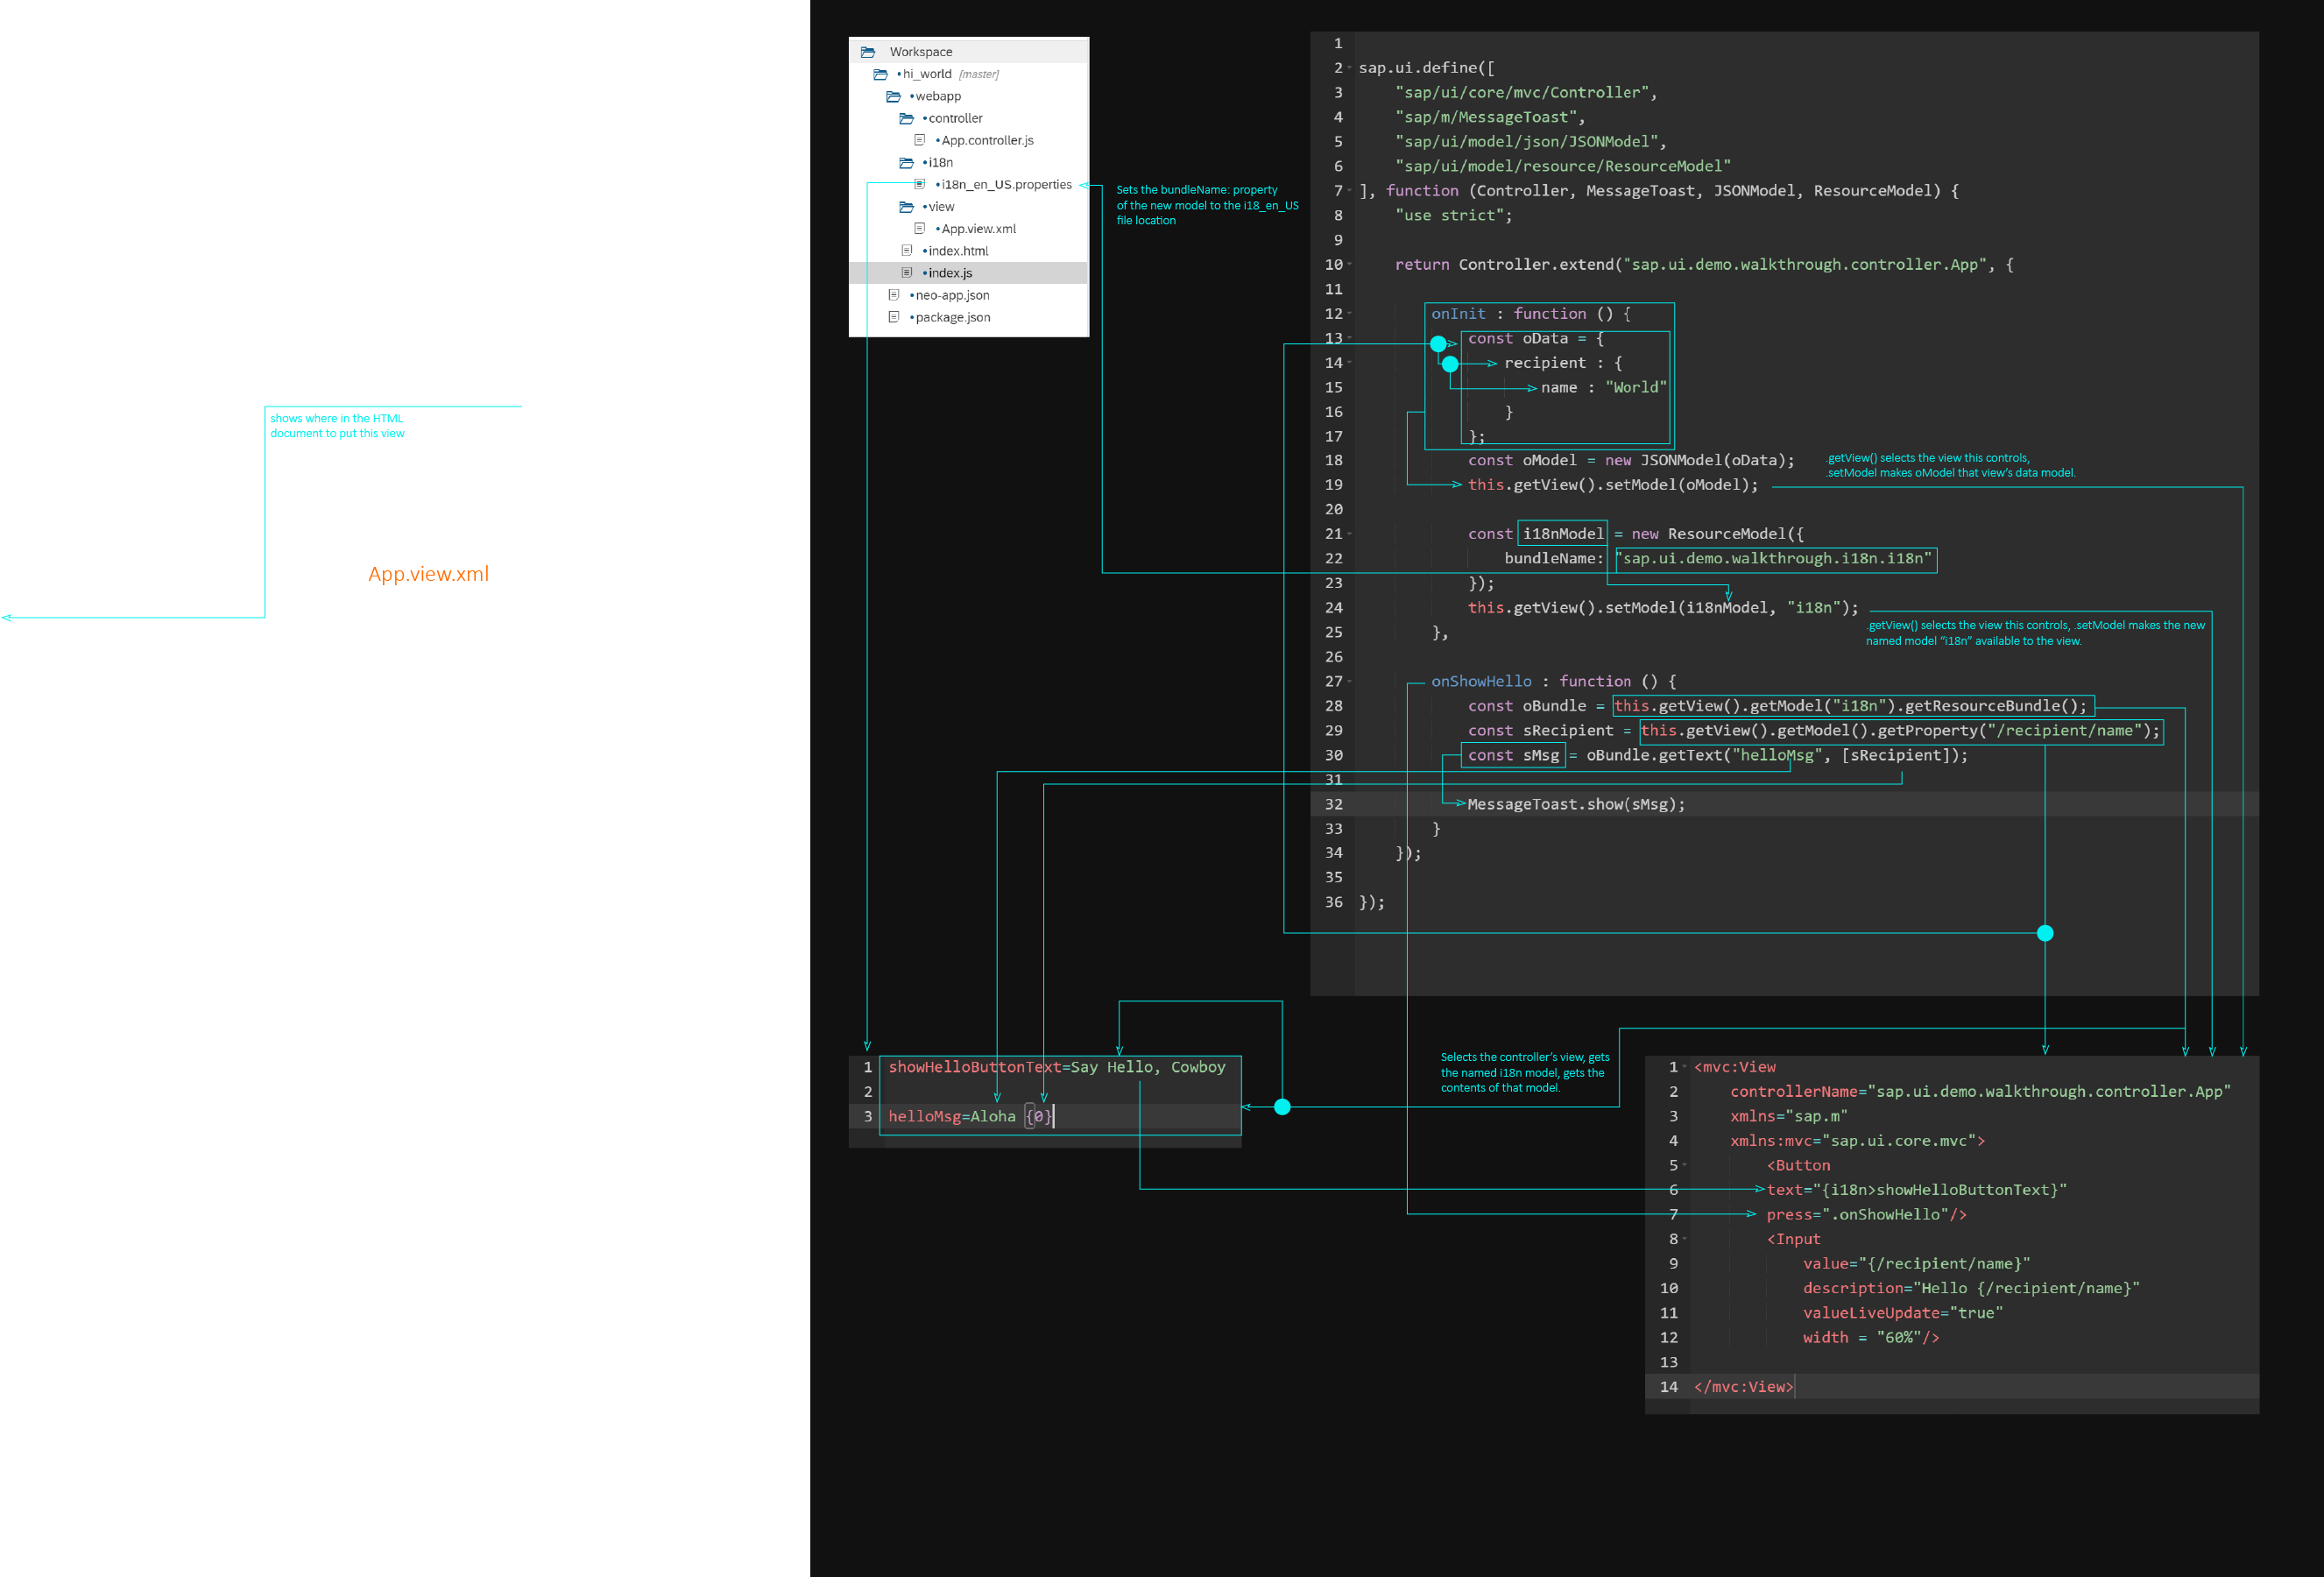 shows where in the HTML
document to put this view
App.view.xml
Workspace
•hi_world [master]
•webapp
•controller
•App.controller.js
•i18n
•i18n_en_US.properties
•view
•App.view.xml
•index.html
•index.js
•neo-app.json
•package.json
Sets the bundleName: property
of the new model to the i18_en_US
file location
1
2 sap.ui.define([
3 "sap/ui/core/mvc/Controller",
4 "sap/m/MessageToast",
5 "sap/ui/model/json/JSONModel",
6 "sap/ui/model/resource/ResourceModel"
7 ], function (Controller, MessageToast, JSONModel, ResourceModel) {
8 "use strict";
9
10 return Controller.extend("sap.ui.demo.walkthrough.controller.App", {
11
12 onInit : function () {
13 const oData = {
14 recipient : {
15 name : "World"
16 }
17 };
18 const oModel = new JSONModel(oData);
19 this.getView().setModel(oModel);
20
21 const i18nModel = new ResourceModel({
22 bundleName: "sap.ui.demo.walkthrough.i18n.i18n"
23 });
24 this.getView().setModel(i18nModel, "i18n");
25 },
26
27 onShowHello : function () {
28 const oBundle = this.getView().getModel("i18n").getResourceBundle();
29 const sRecipient = this.getView().getModel().getProperty("/recipient/name");
30 const sMsg = oBundle.getText("helloMsg", [sRecipient]);
31
32 MessageToast.show(sMsg);
33 }
34 });
35
36 });
.getView() selects the view this controls,
.setModel makes oModel that view's data model.
.getView() selects the view this controls, .setModel makes the new
named model “i18n” available to the view.
1 showHelloButtonText=Say Hello, Cowboy
2
3 helloMsg=Aloha {0}
Selects the controller's view, gets
the named i18n model, gets the
contents of that model.
1 <mvc:View
2 controllerName="sap.ui.demo.walkthrough.controller.App"
3 xmlns="sap.m"
4 xmlns:mvc="sap.ui.core.mvc">
5 <Button
6 text="{i18n>showHelloButtonText}"
7 press=".onShowHello"/>
8 <Input
9 value="{/recipient/name}"
10 description="Hello {/recipient/name}"
11 valueLiveUpdate="true"
12 width = "60%"/>
13
14 </mvc:View>